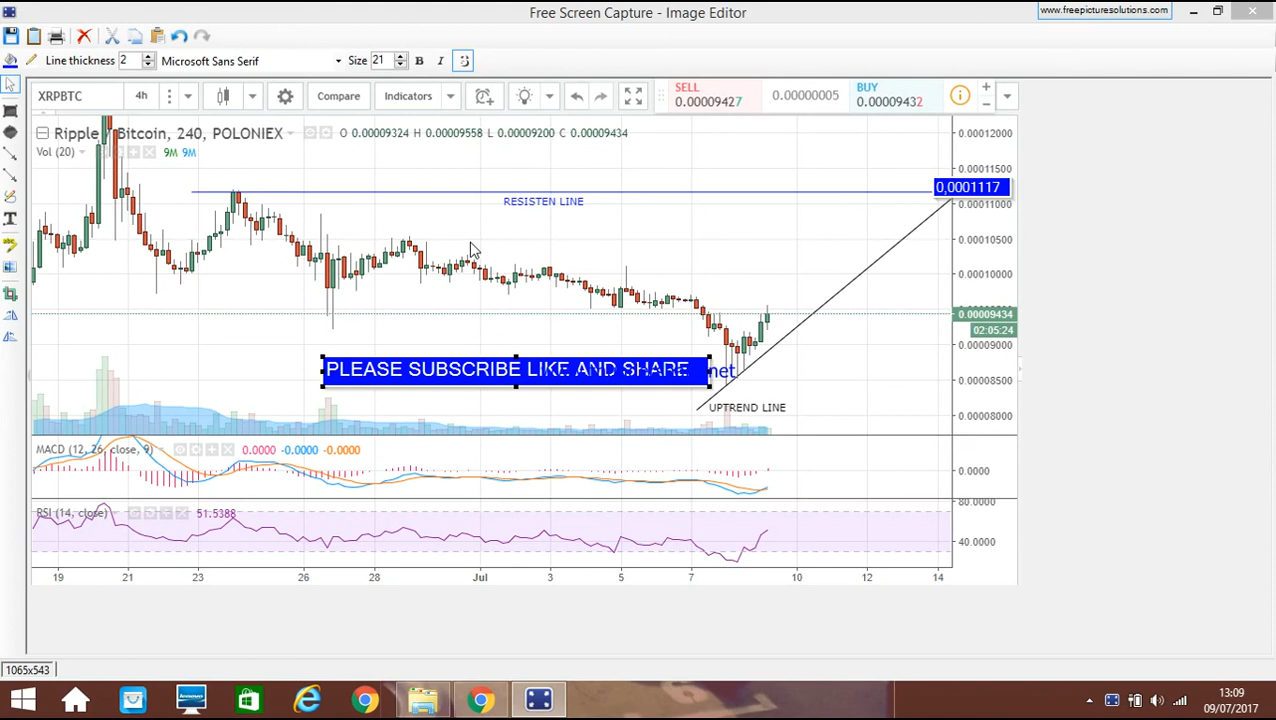 Free Screen Capture - Image Editor
www.freepicturesolutions.com
Line thickness 2 Microsoft Sans Serif Size 21 B I
XRPBTC 4h Compare Indicators
SELL 0.00009427 0.00000005 BUY 0.00009432
Ripple / Bitcoin, 240, POLONIEX O 0.00009324 H 0.00009558 L 0.00009200 C 0.00009434
Vol (20) 9M 9M
0.00012000
0.00011500
0,0001117
RESISTEN LINE
0.00011000
0.00010500
0.00010000
0.00009434
02:05:24
0.00009000
PLEASE SUBSCRIBE LIKE AND SHARE net
0.00008500
UPTREND LINE
0.00008000
MACD (12, 26, close, 9) 0.0000 -0.0000 -0.0000
0.0000
RSI (14, close) 51.5388
80.0000
40.0000
19 21 23 26 28 Jul 3 5 7 10 12 14
1065x543
13:09
09/07/2017